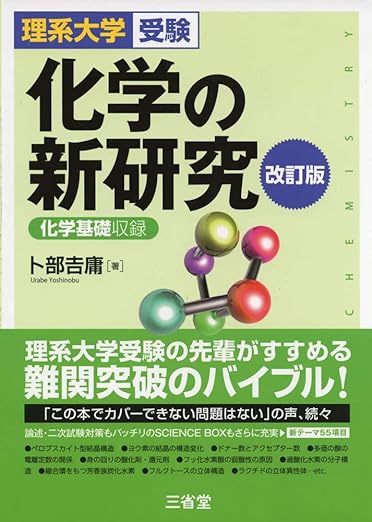 理系大学 受験
CHEMISTRY
化学の
新研究
改訂版
化学基礎収録
卜部吉庸［著］
Urabe Yoshinobu
理系大学受験の先輩がすすめる
難関突破のバイブル！
「この本でカバーできない問題はない」の声、続々
論述・二次試験対策もバッチリのSCIENCE BOXもさらに充実▶新テーマ55項目
●ペロブスカイト型結晶構造 ●ヨウ素の結晶の構造変化 ●ドナー数とアクセプター数 ●多価の酸
の電離定数の関係 ●身の回りの酸化剤・還元剤 ●フッ化水素酸の弱酸性の原因 ●過酸化水素の分子構
造 ●縮合環をもつ芳香族炭化水素 ●フルクトースの立体構造 ●ラクチドの立体異性体…etc.
三省堂